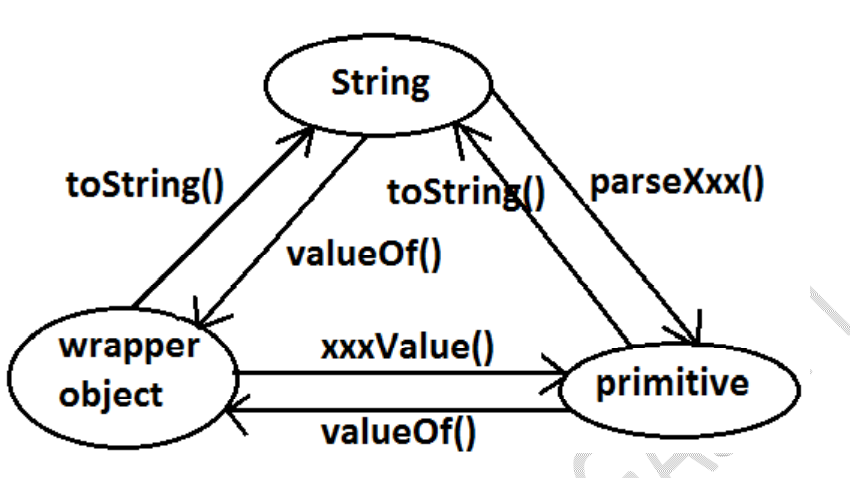 String
toString()
toString()
parseXxx()
valueOf()
wrapper
object
xxxValue()
primitive
valueOf()